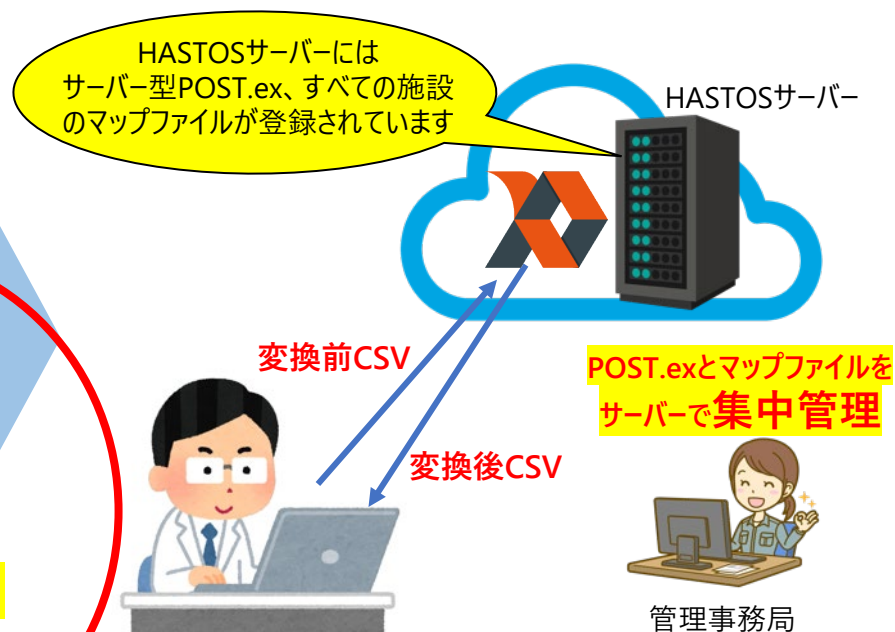 HASTOSサーバーには
サーバー型POST.ex、すべての施設
のマップファイルが登録されています
HASTOSサーバー
変換前CSV
変換後CSV
POST.exとマップファイルを
サーバーで集中管理
管理事務局